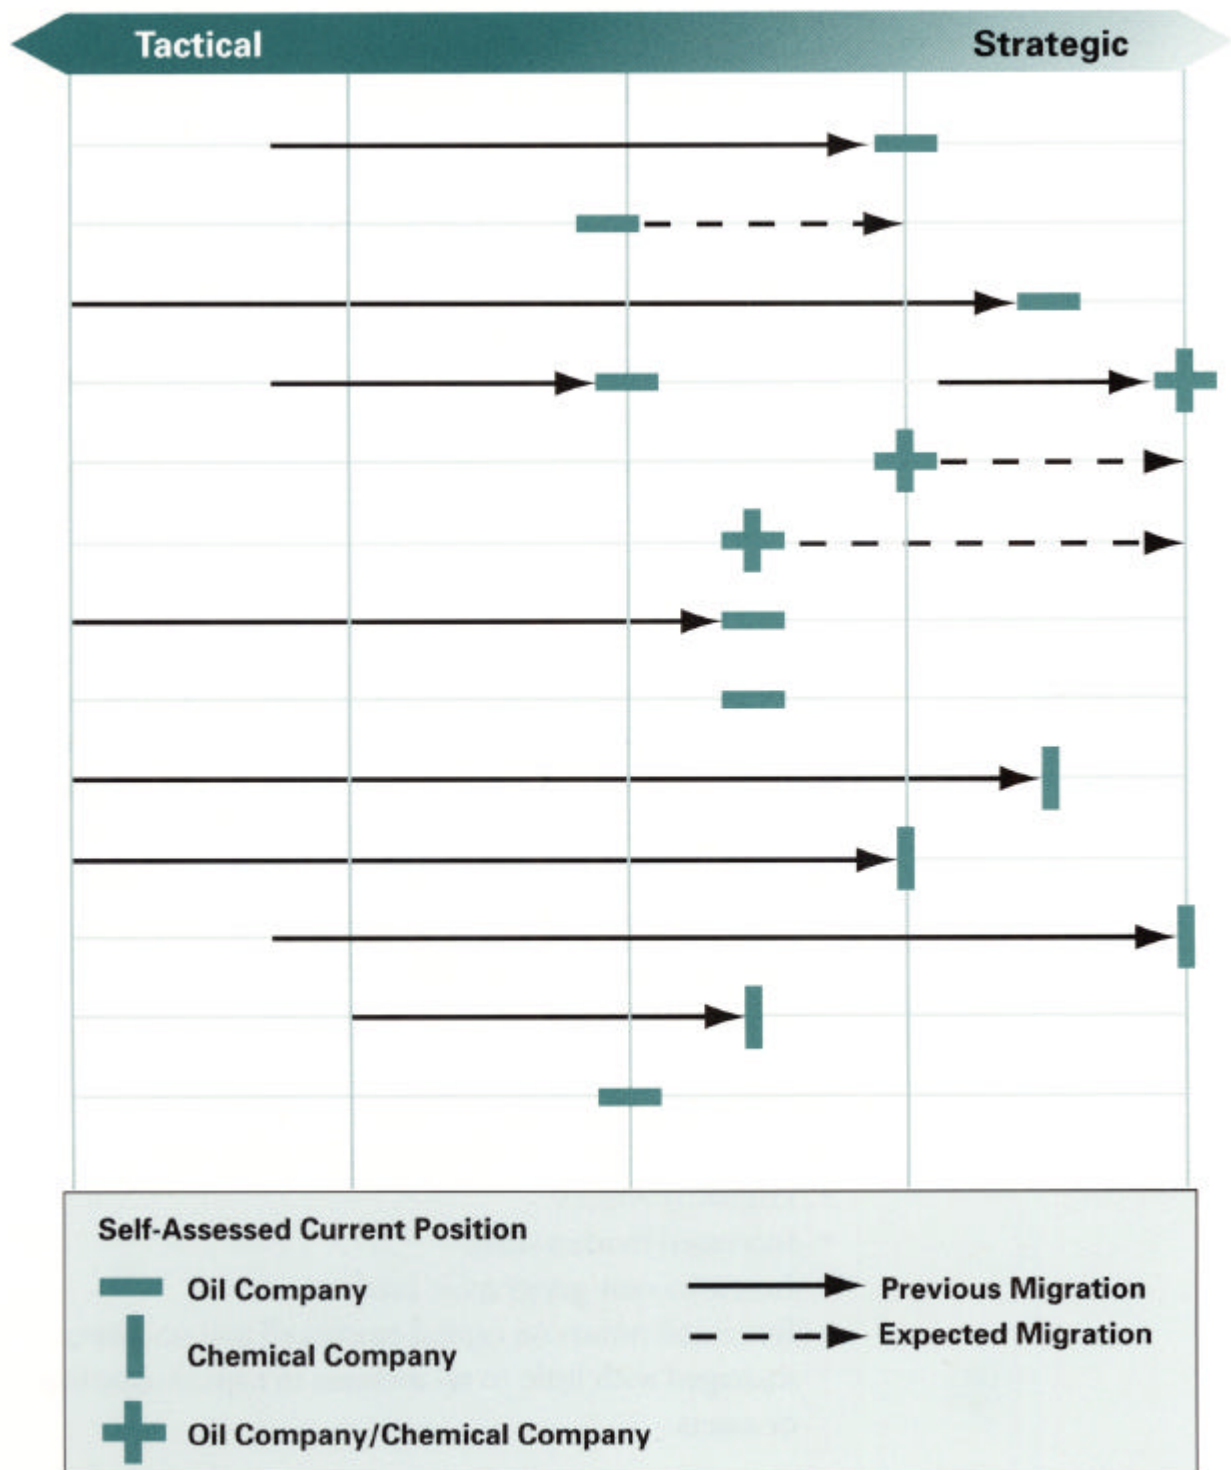 Tactical
Strategic
Self-Assessed Current Position
Oil Company
Previous Migration
Expected Migration
Chemical Company
Oil Company/Chemical Company